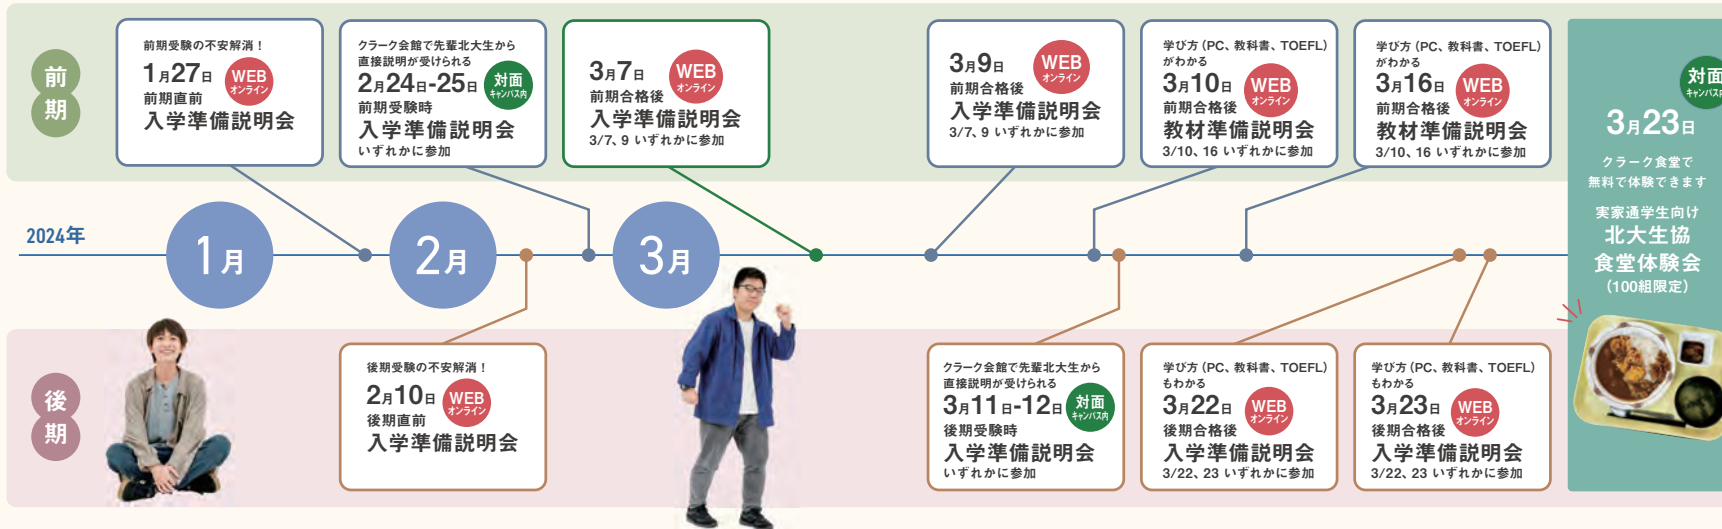 前期
前期受験の不安解消！
1月27日
WEB
オンライン
前期直前
入学準備説明会
クラーク会館で先輩北大生から
直接説明が受けられる
2月24日-25日
対面
キャンパス内
前期受験時
入学準備説明会
いずれかに参加
3月7日
WEB
オンライン
前期合格後
入学準備説明会
3/7、9 いずれかに参加
3月9日
WEB
オンライン
前期合格後
入学準備説明会
3/7、9 いずれかに参加
学び方（PC、教科書、TOEFL）
がわかる
3月10日
WEB
オンライン
前期合格後
教材準備説明会
3/10、16 いずれかに参加
学び方（PC、教科書、TOEFL）
がわかる
3月16日
WEB
オンライン
前期合格後
教材準備説明会
3/10、16 いずれかに参加
対面
キャンパス内
3月23日
クラーク食堂で
無料で体験できます
実家通学生向け
北大生協
食堂体験会
（100組限定）
2024年
1月
2月
3月
後期
後期受験の不安解消！
2月10日
WEB
オンライン
後期直前
入学準備説明会
クラーク会館で先輩北大生から
直接説明が受けられる
3月11日-12日
対面
キャンパス内
後期受験時
入学準備説明会
いずれかに参加
学び方（PC、教科書、TOEFL）
もわかる
3月22日
WEB
オンライン
後期合格後
入学準備説明会
3/22、23 いずれかに参加
学び方（PC、教科書、TOEFL）
もわかる
3月23日
WEB
オンライン
後期合格後
入学準備説明会
3/22、23 いずれかに参加